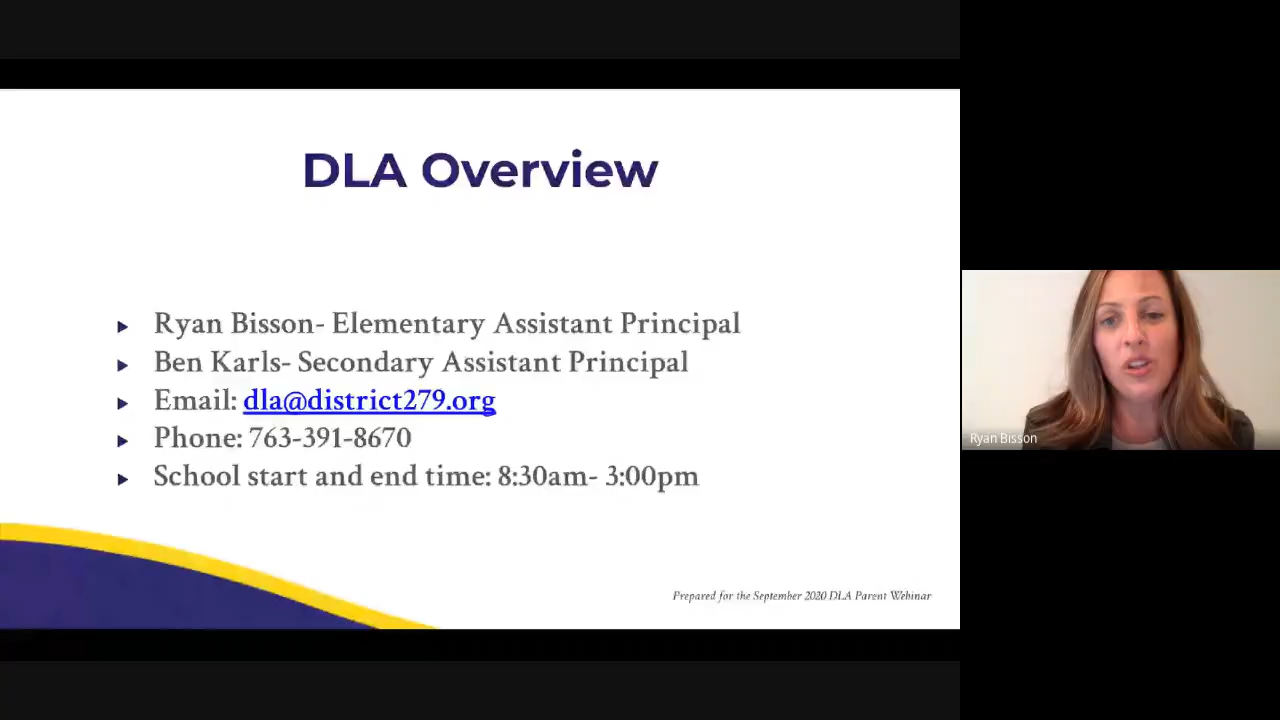 DLA Overview
Ryan Bisson- Elementary Assistant Principal
Ben Karls- Secondary Assistant Principal
Email: dla@district279.org
Phone: 763-391-8670
School start and end time: 8:30am- 3:00pm
Prepared for the September 2020 DLA Parent Webinar
Ryan Bisson